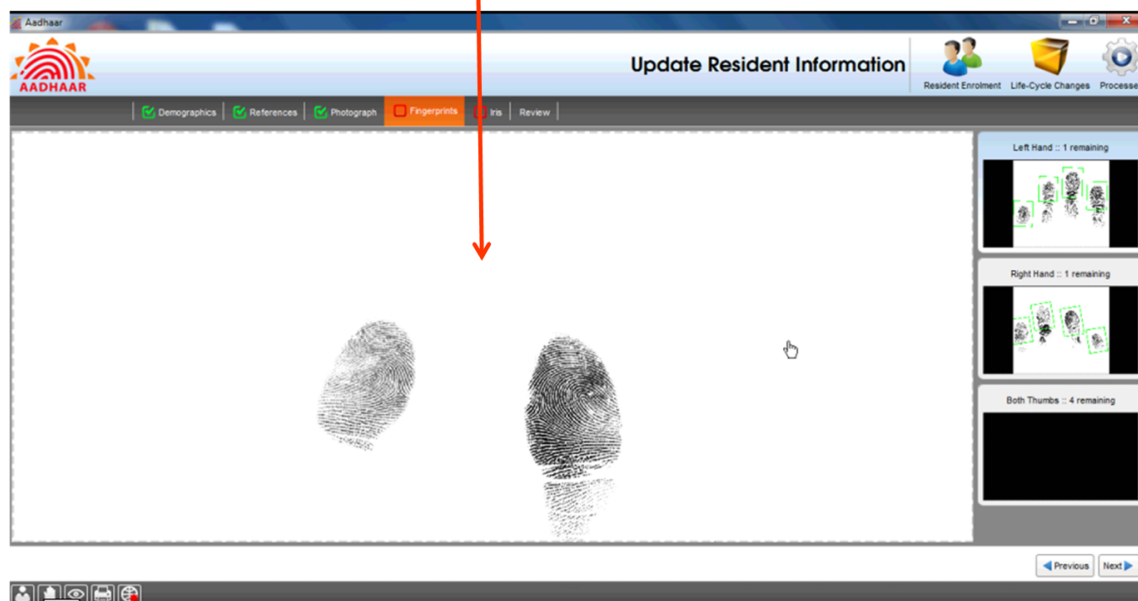 Aadhaar
AADHAAR
Update Resident Information
Resident Enrolment
Life-Cycle Changes
Demographics
References
Photograph
Fingerprints
Iris
Review
Left Hand :: 1 remaining
Right Hand :: 1 remaining
Both Thumbs :: 4 remaining
Previous
Next